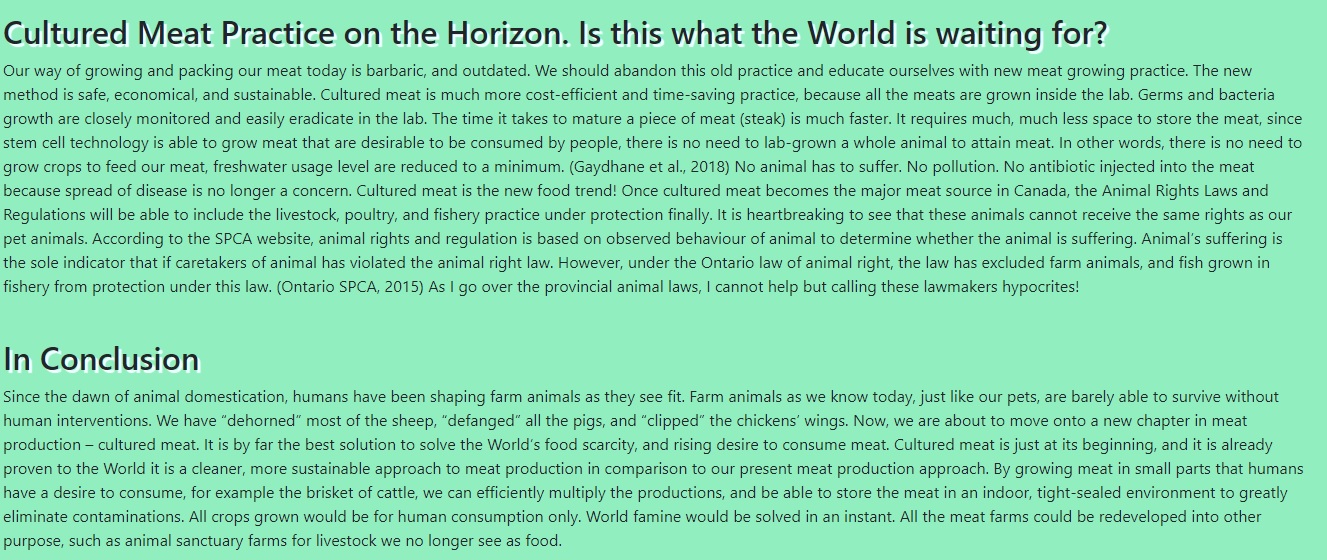 Cultured Meat Practice on the Horizon. Is this what the World is waiting for?
Our way of growing and packing our meat today is barbaric, and outdated. We should abandon this old practice and educate ourselves with new meat growing practice. The new
method is safe, economical, and sustainable. Cultured meat is much more cost-efficient and time-saving practice, because all the meats are grown inside the lab. Germs and bacteria
growth are closely monitored and easily eradicate in the lab. The time it takes to mature a piece of meat (steak) is much faster. It requires much, much less space to store the meat, since
stem cell technology is able to grow meat that are desirable to be consumed by people, there is no need to lab-grown a whole animal to attain meat. In other words, there is no need to
grow crops to feed our meat, freshwater usage level are reduced to a minimum. (Gaydhane et al., 2018) No animal has to suffer. No pollution. No antibiotic injected into the meat
because spread of disease is no longer a concern. Cultured meat is the new food trend! Once cultured meat becomes the major meat source in Canada, the Animal Rights Laws and
Regulations will be able to include the livestock, poultry, and fishery practice under protection finally. It is heartbreaking to see that these animals cannot receive the same rights as our
pet animals. According to the SPCA website, animal rights and regulation is based on observed behaviour of animal to determine whether the animal is suffering. Animal's suffering is
the sole indicator that if caretakers of animal has violated the animal right law. However, under the Ontario law of animal right, the law has excluded farm animals, and fish grown in
fishery from protection under this law. (Ontario SPCA, 2015) As I go over the provincial animal laws, I cannot help but calling these lawmakers hypocrites!
In Conclusion
Since the dawn of animal domestication, humans have been shaping farm animals as they see fit. Farm animals as we know today, just like our pets, are barely able to survive without
human interventions. We have “dehorned” most of the sheep, “defanged” all the pigs, and “clipped” the chickens’ wings. Now, we are about to move onto a new chapter in meat
production – cultured meat. It is by far the best solution to solve the World’s food scarcity, and rising desire to consume meat. Cultured meat is just at its beginning, and it is already
proven to the World it is a cleaner, more sustainable approach to meat production in comparison to our present meat production approach. By growing meat in small parts that humans
have a desire to consume, for example the brisket of cattle, we can efficiently multiply the productions, and be able to store the meat in an indoor, tight-sealed environment to greatly
eliminate contaminations. All crops grown would be for human consumption only. World famine would be solved in an instant. All the meat farms could be redeveloped into other
purpose, such as animal sanctuary farms for livestock we no longer see as food.